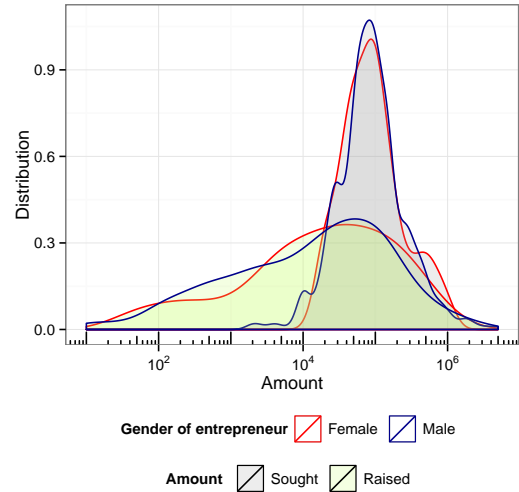 0.9
0.6
0.3
0.0
Distribution
10^2 10^4 10^6
Amount
Gender of entrepreneur Female Male
Amount Sought Raised